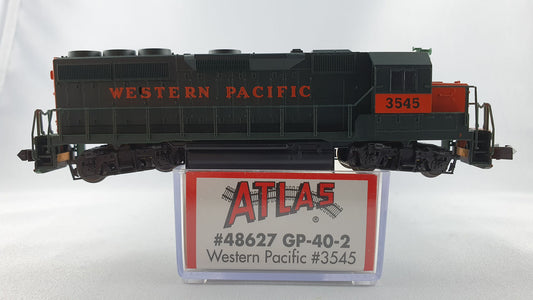 WESTERN PACIFIC
3545
ATLAS®
#48627 GP-40-2
Western Pacific #3545